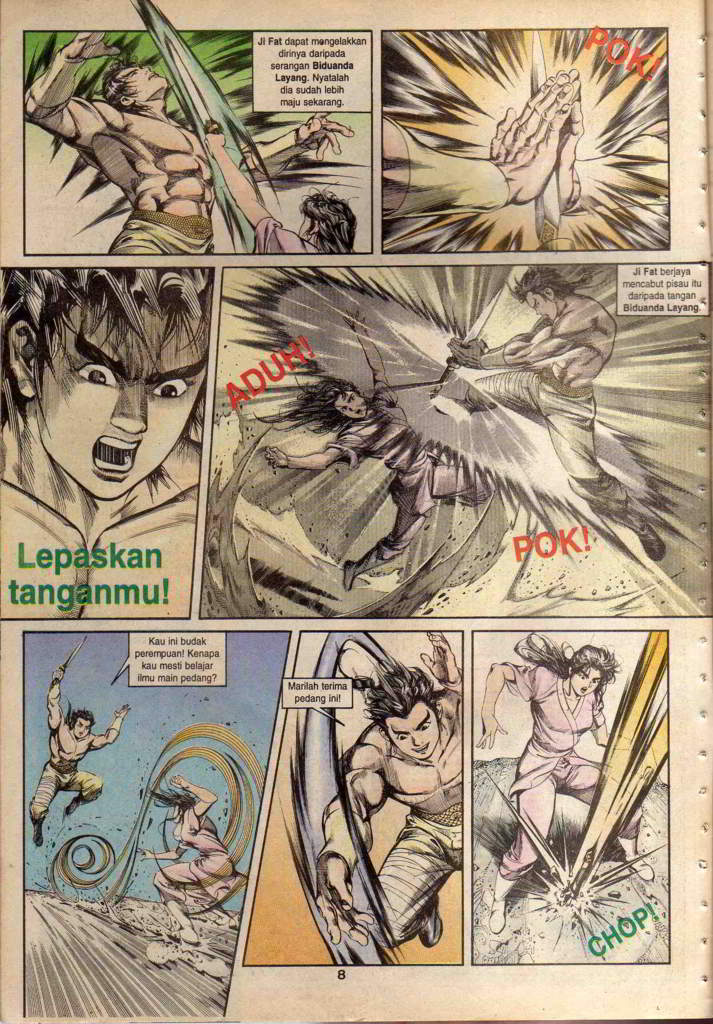 Ji Fat dapat mengelakkan
dirinya daripada
serangan Biduanda
Layang. Nyatalah
dia sudah lebih
maju sekarang.
POK!
Lepaskan
tanganmu!
ADUH!
Ji Fat berjaya
mencabut pisau itu
daripada tangan
Biduanda Layang.
POK!
Kau ini budak
perempuan! Kenapa
kau mesti belajar
ilmu main pedang?
Marilah terima
pedang ini!
CHOP!
8